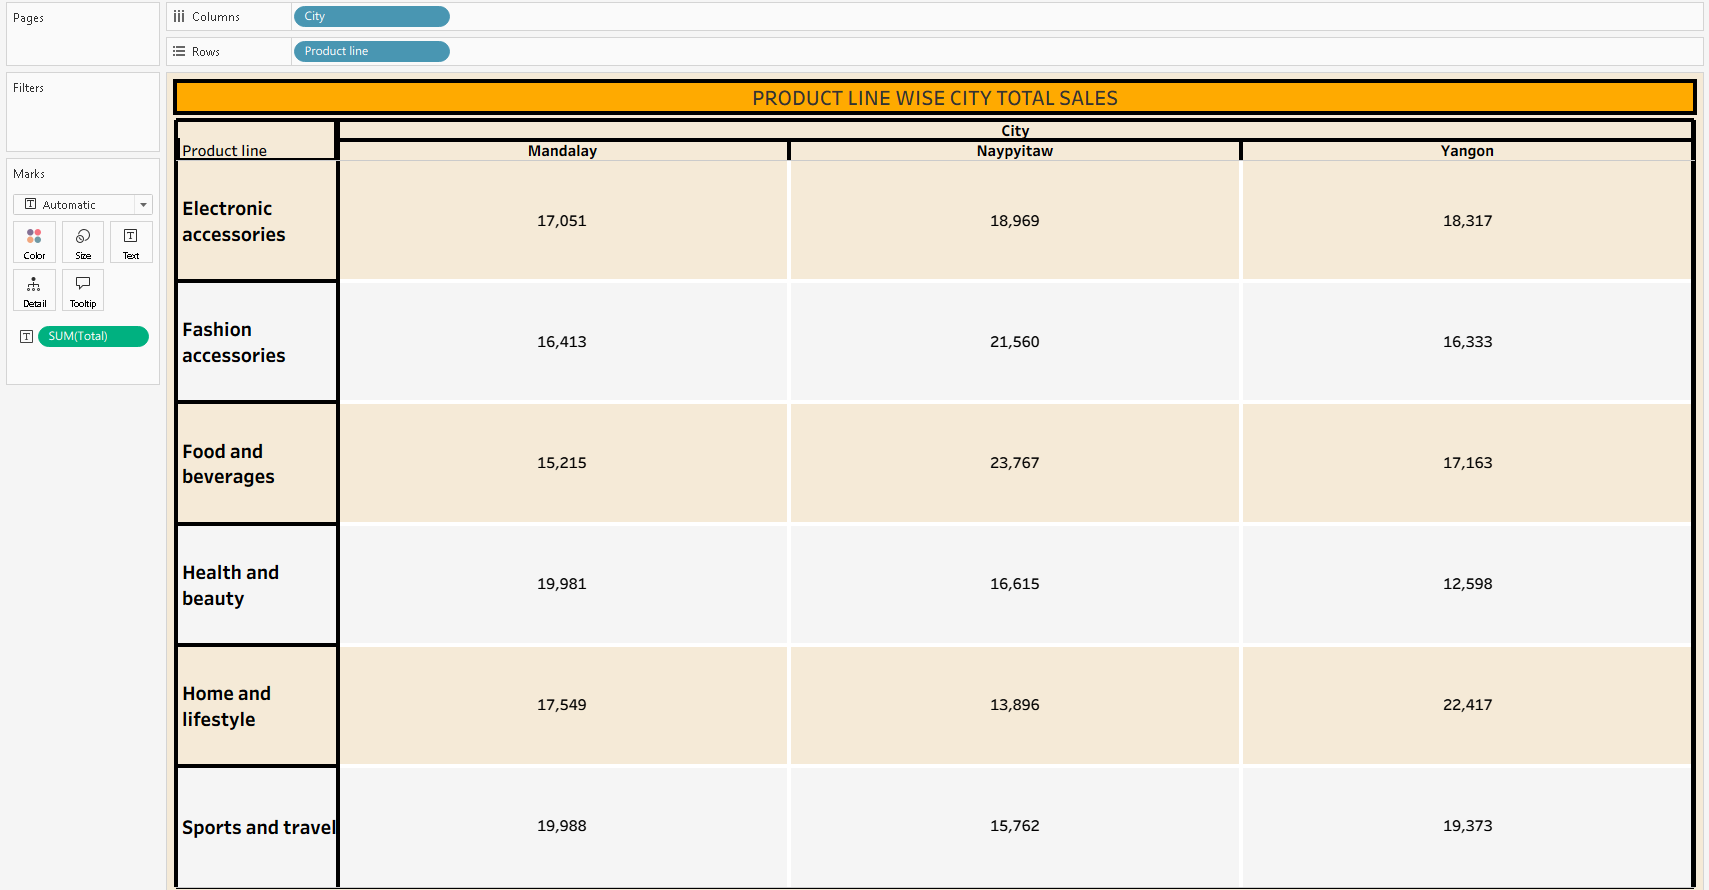 Pages
Columns
City
Rows
Product line
Filters
Marks
Automatic
Color
Size
Text
Detail
Tooltip
SUM(Total)
PRODUCT LINE WISE CITY TOTAL SALES
City
Product line
Mandalay
Naypyitaw
Yangon
Electronic
accessories
17,051
18,969
18,317
Fashion
accessories
16,413
21,560
16,333
Food and
beverages
15,215
23,767
17,163
Health and
beauty
19,981
16,615
12,598
Home and
lifestyle
17,549
13,896
22,417
Sports and travel
19,988
15,762
19,373